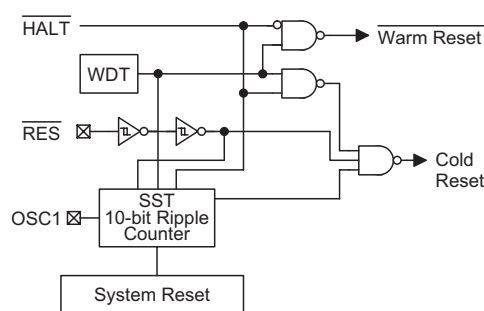 HALT
Warm Reset
WDT
RES
Cold
Reset
SST
OSC1
10-bit Ripple
Counter
System Reset